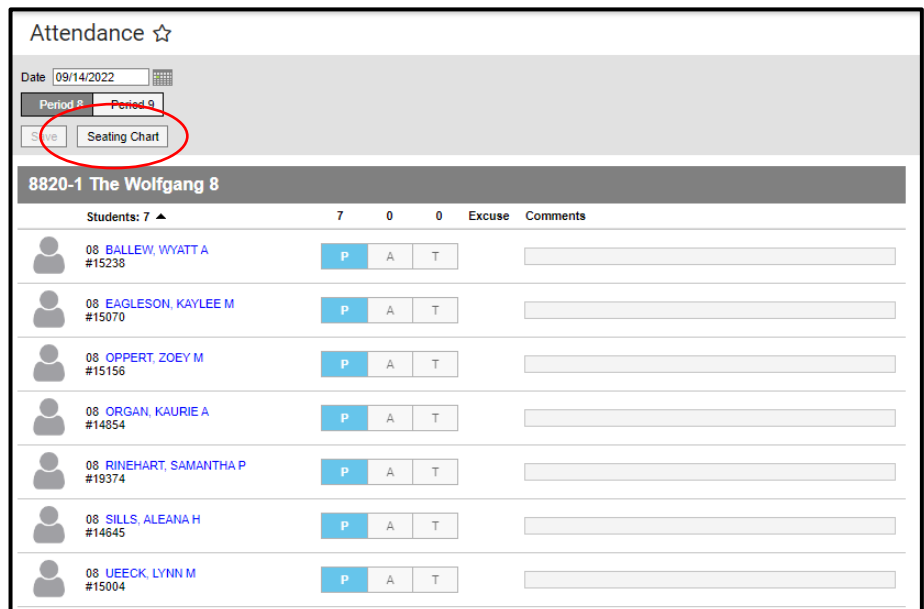 Attendance
Date 09/14/2022
Period 8 Period 9
Save Seating Chart
8820-1 The Wolfgang 8
Students: 7 7 0 0 Excuse Comments
08 BALLEW, WYATT A
P A T
#15238
08 EAGLESON, KAYLEE M
P A T
#15070
08 OPPERT, ZOEY M
P A T
#15156
08 ORGAN, KAURIE A
P A T
#14854
08 RINEHART, SAMANTHA P
P A T
#19374
08 SILLS, ALEANA H
P A T
#14645
08 UEECK, LYNN M
P A T
#15004